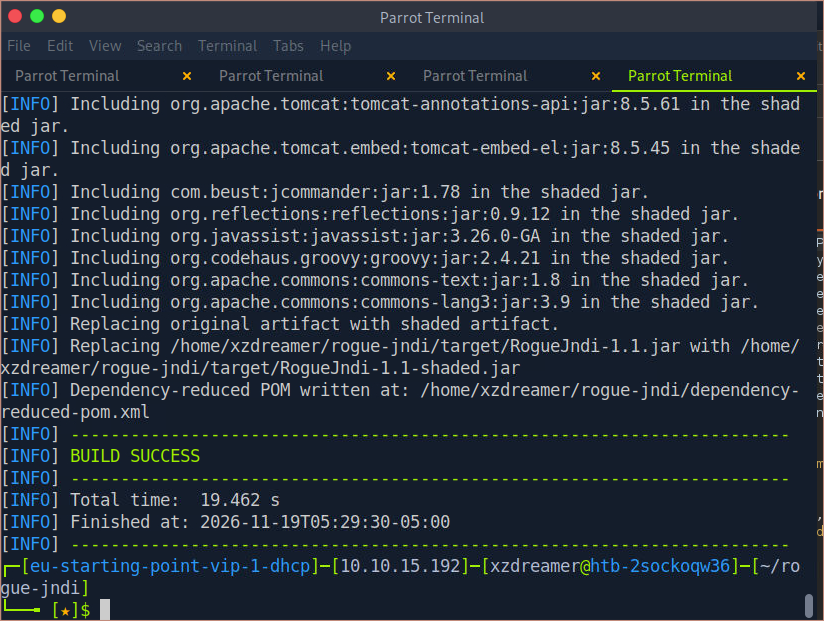 Parrot Terminal
File Edit View Search Terminal Tabs Help
Parrot Terminal × Parrot Terminal × Parrot Terminal × Parrot Terminal ×
[INFO] Including org.apache.tomcat:tomcat-annotations-api:jar:8.5.61 in the shad
ed jar.
[INFO] Including org.apache.tomcat.embed:tomcat-embed-el:jar:8.5.45 in the shade
d jar.
[INFO] Including com.beust:jcommander:jar:1.78 in the shaded jar.
[INFO] Including org.reflections:reflections:jar:0.9.12 in the shaded jar.
[INFO] Including org.javassist:javassist:jar:3.26.0-GA in the shaded jar.
[INFO] Including org.codehaus.groovy:groovy:jar:2.4.21 in the shaded jar.
[INFO] Including org.apache.commons:commons-text:jar:1.8 in the shaded jar.
[INFO] Including org.apache.commons:commons-lang3:jar:3.9 in the shaded jar.
[INFO] Replacing original artifact with shaded artifact.
[INFO] Replacing /home/xzdreamer/rogue-jndi/target/RogueJndi-1.1.jar with /home/
xzdreamer/rogue-jndi/target/RogueJndi-1.1-shaded.jar
[INFO] Dependency-reduced POM written at: /home/xzdreamer/rogue-jndi/dependency-
reduced-pom.xml
[INFO] ------------------------------------------------------------------------
[INFO] BUILD SUCCESS
[INFO] ------------------------------------------------------------------------
[INFO] Total time:  19.462 s
[INFO] Finished at: 2026-11-19T05:29:30-05:00
[INFO] ------------------------------------------------------------------------
┌─[eu-starting-point-vip-1-dhcp]─[10.10.15.192]─[xzdreamer@htb-2sockoqw36]─[~/ro
gue-jndi]
└──╼ [★]$